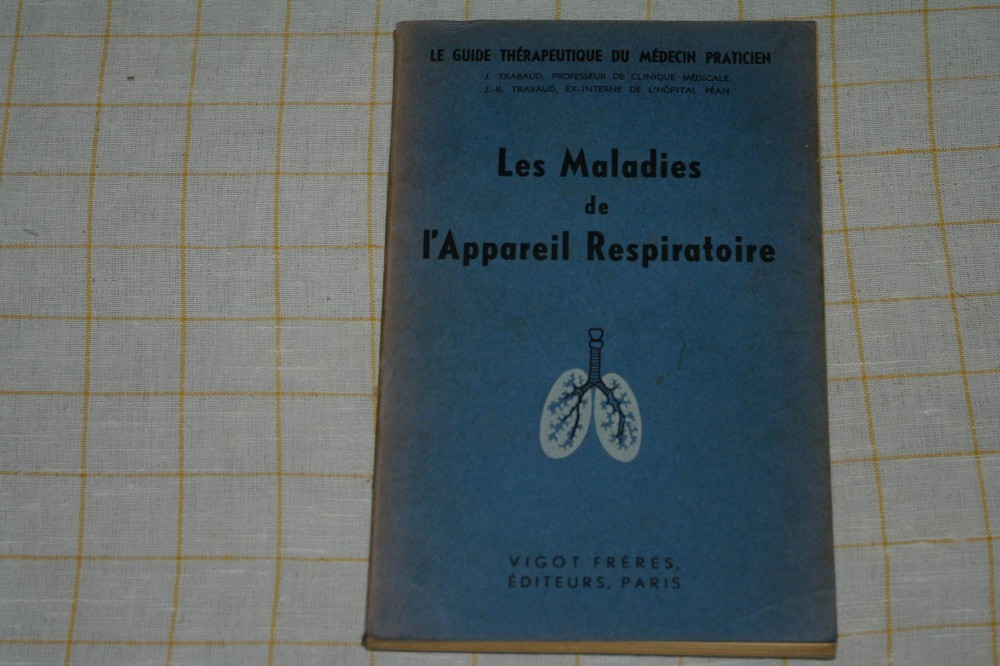 LE GUIDE THÉRAPEUTIQUE DU MÉDECIN PRATICIEN
J. TRABAUD, PROFESSEUR DE CLINIQUE MÉDICALE
J.-R. TRABAUD, EX-INTERNE DE L'HÔPITAL PÉAN
Les Maladies
de
l'Appareil Respiratoire
VIGOT FRÈRES,
ÉDITEURS, PARIS